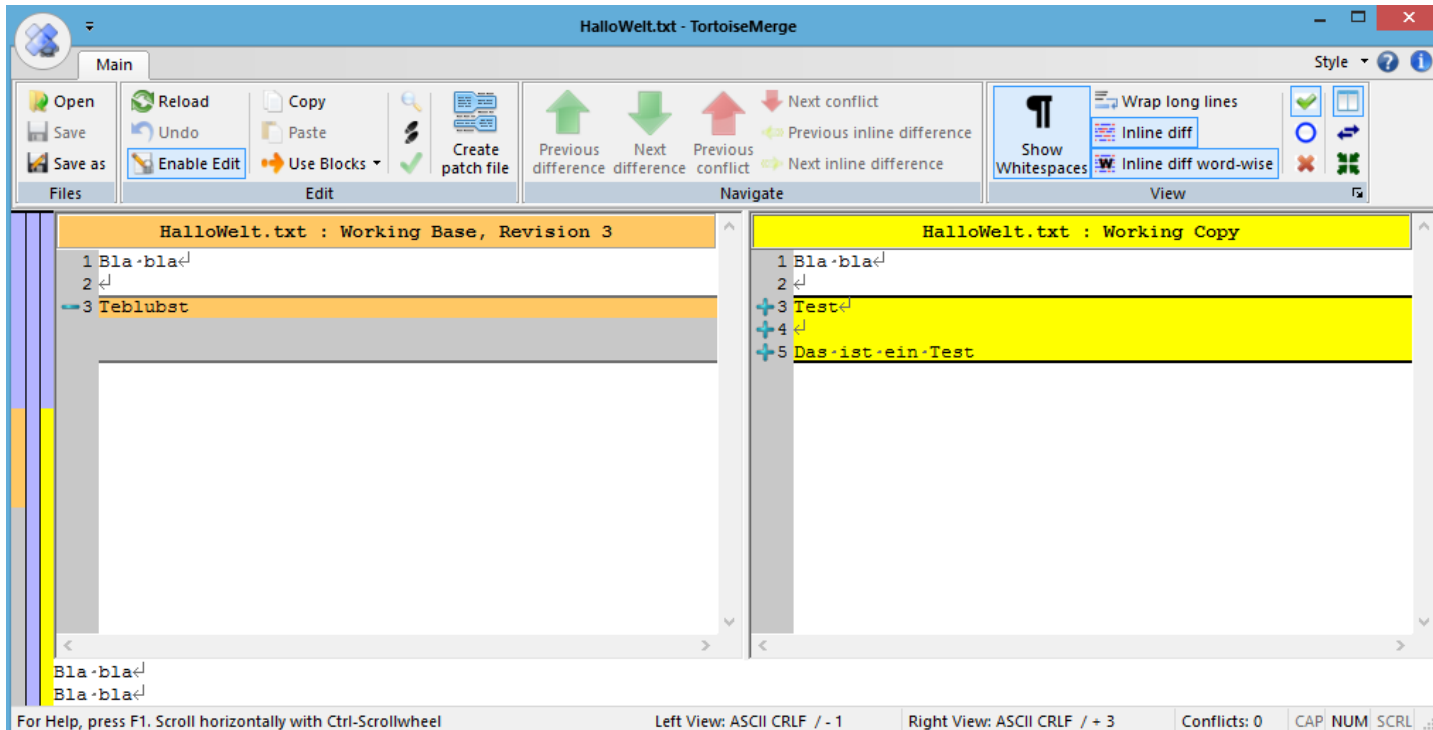 HalloWelt.txt - TortoiseMerge
Main
Style
Open
Save
Save as
Files
Reload
Undo
Enable Edit
Copy
Paste
Use Blocks
Create
patch file
Edit
Previous
difference
Next
difference
Previous
conflict
Next conflict
Previous inline difference
Next inline difference
Navigate
Show
Whitespaces
Wrap long lines
Inline diff
W Inline diff word-wise
View
HalloWelt.txt : Working Base, Revision 3
1 Bla·bla↵
2 ↵
3 Teblubst
HalloWelt.txt : Working Copy
1 Bla·bla↵
2 ↵
3 Test↵
4 ↵
5 Das·ist·ein·Test
Bla·bla↵
Bla·bla↵
For Help, press F1. Scroll horizontally with Ctrl-Scrollwheel
Left View: ASCII CRLF / - 1
Right View: ASCII CRLF / + 3
Conflicts: 0
CAP NUM SCRL